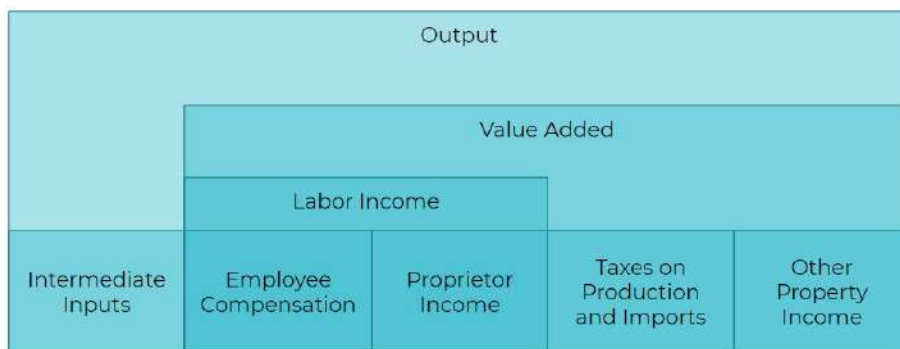 Output
Value Added
Labor Income
Intermediate
Inputs
Employee
Compensation
Proprietor
Income
Taxes on
Production
and Imports
Other
Property
Income